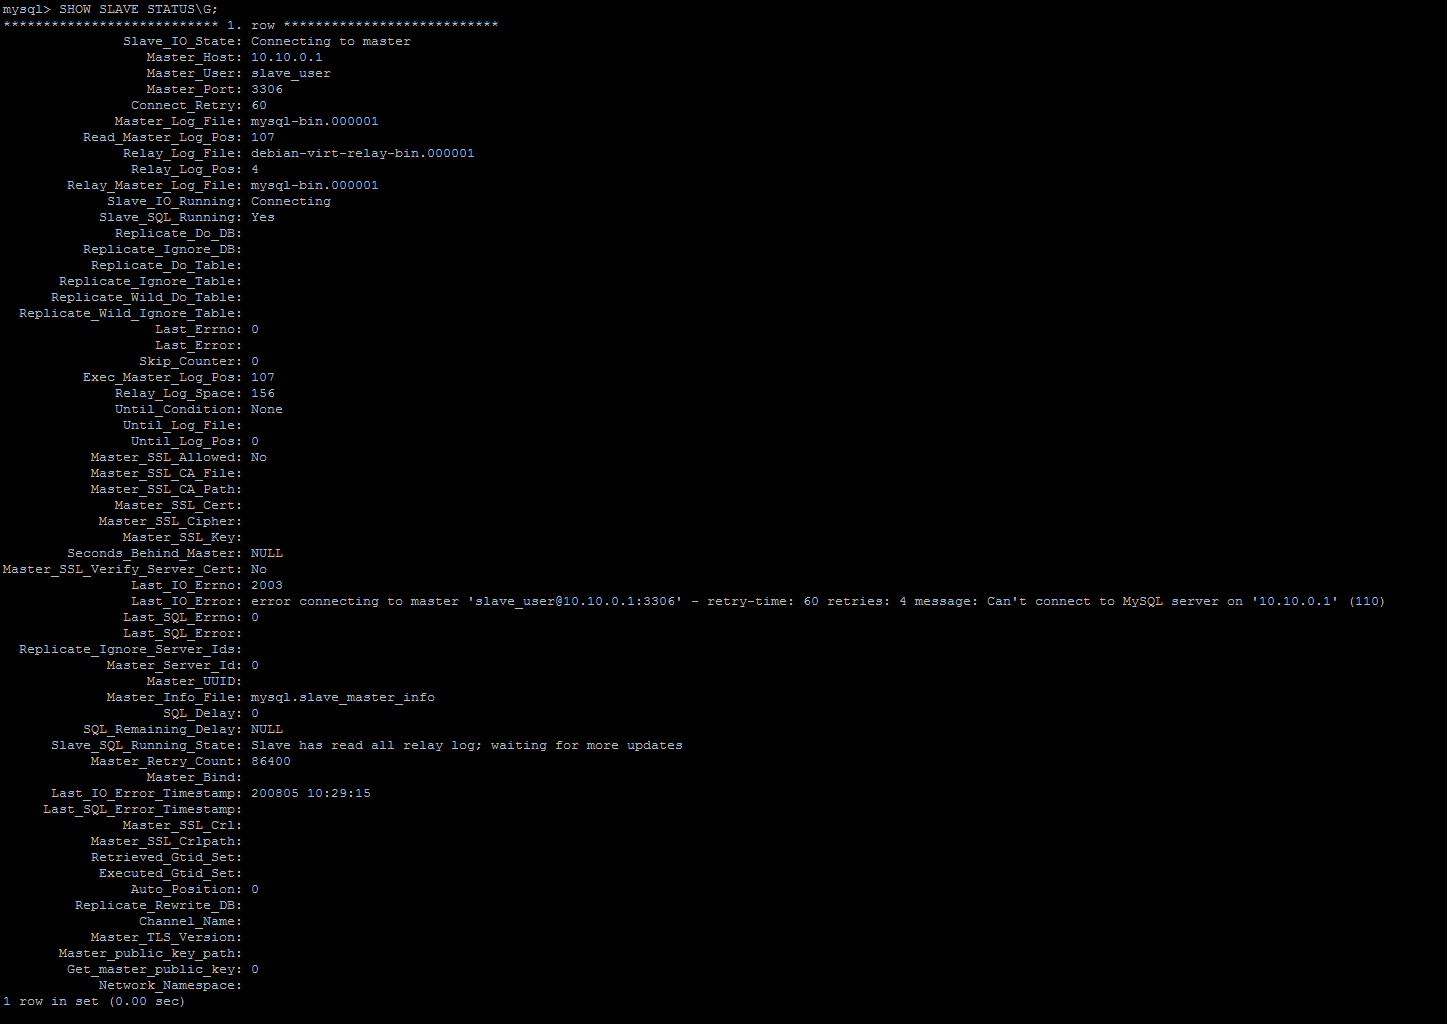 mysql> SHOW SLAVE STATUS\G;
*************************** 1. row ***************************
Slave_IO_State: Connecting to master
Master_Host: 10.10.0.1
Master_User: slave_user
Master_Port: 3306
Connect_Retry: 60
Master_Log_File: mysql-bin.000001
Read_Master_Log_Pos: 107
Relay_Log_File: debian-virt-relay-bin.000001
Relay_Log_Pos: 4
Relay_Master_Log_File: mysql-bin.000001
Slave_IO_Running: Connecting
Slave_SQL_Running: Yes
Replicate_Do_DB:
Replicate_Ignore_DB:
Replicate_Do_Table:
Replicate_Ignore_Table:
Replicate_Wild_Do_Table:
Replicate_Wild_Ignore_Table:
Last_Errno: 0
Last_Error:
Skip_Counter: 0
Exec_Master_Log_Pos: 107
Relay_Log_Space: 156
Until_Condition: None
Until_Log_File:
Until_Log_Pos: 0
Master_SSL_Allowed: No
Master_SSL_CA_File:
Master_SSL_CA_Path:
Master_SSL_Cert:
Master_SSL_Cipher:
Master_SSL_Key:
Seconds_Behind_Master: NULL
Master_SSL_Verify_Server_Cert: No
Last_IO_Errno: 2003
Last_IO_Error: error connecting to master 'slave_user@10.10.0.1:3306' - retry-time: 60 retries: 4 message: Can't connect to MySQL server on '10.10.0.1' (110)
Last_SQL_Errno: 0
Last_SQL_Error:
Replicate_Ignore_Server_Ids:
Master_Server_Id: 0
Master_UUID:
Master_Info_File: mysql.slave_master_info
SQL_Delay: 0
SQL_Remaining_Delay: NULL
Slave_SQL_Running_State: Slave has read all relay log; waiting for more updates
Master_Retry_Count: 86400
Master_Bind:
Last_IO_Error_Timestamp: 200805 10:29:15
Last_SQL_Error_Timestamp:
Master_SSL_Crl:
Master_SSL_Crlpath:
Retrieved_Gtid_Set:
Executed_Gtid_Set:
Auto_Position: 0
Replicate_Rewrite_DB:
Channel_Name:
Master_TLS_Version:
Master_public_key_path:
Get_master_public_key: 0
Network_Namespace:
1 row in set (0.00 sec)